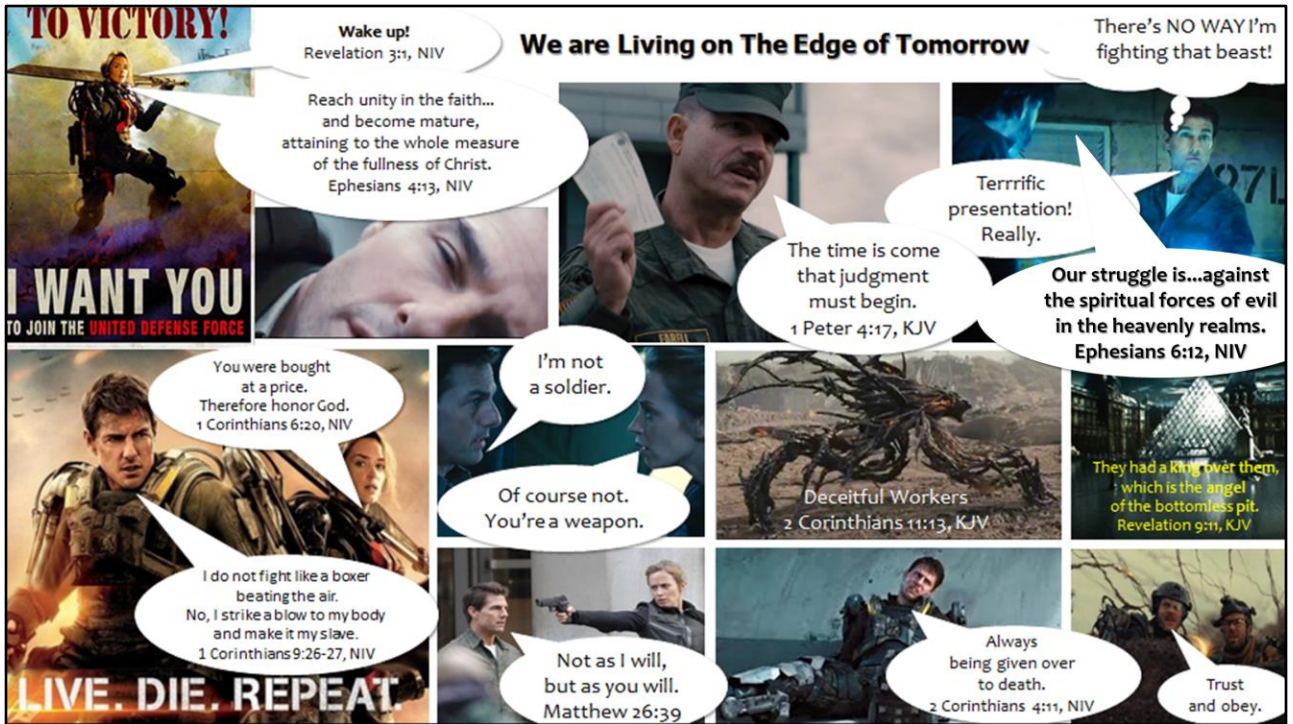 TO VICTORY!
I WANT YOU
TO JOIN THE UNITED DEFENSE FORCE
Wake up!
Revelation 3:1, NIV
Reach unity in the faith...
and become mature,
attaining to the whole measure
of the fullness of Christ.
Ephesians 4:13, NIV
We are Living on The Edge of Tomorrow
FARELL
The time is come
that judgment
must begin.
1 Peter 4:17, KJV
There's NO WAY I'm
fighting that beast!
971
Terrrific
presentation!
Really.
Our struggle is...against
the spiritual forces of evil
in the heavenly realms.
Ephesians 6:12, NIV
You were bought
at a price.
Therefore honor God.
1 Corinthians 6:20, NIV
I do not fight like a boxer
beating the air.
No, I strike a blow to my body
and make it my slave.
1 Corinthians 9:26-27, NIV
LIVE. DIE. REPEAT.
I'm not
a soldier.
Of course not.
You're a weapon.
Deceitful Workers
2 Corinthians 11:13, KJV
They had a king over them,
which is the angel
of the bottomless pit.
Revelation 9:11, KJV
Not as I will,
but as you will.
Matthew 26:39
Always
being given over
to death.
2 Corinthians 4:11, NIV
Trust
and obey.